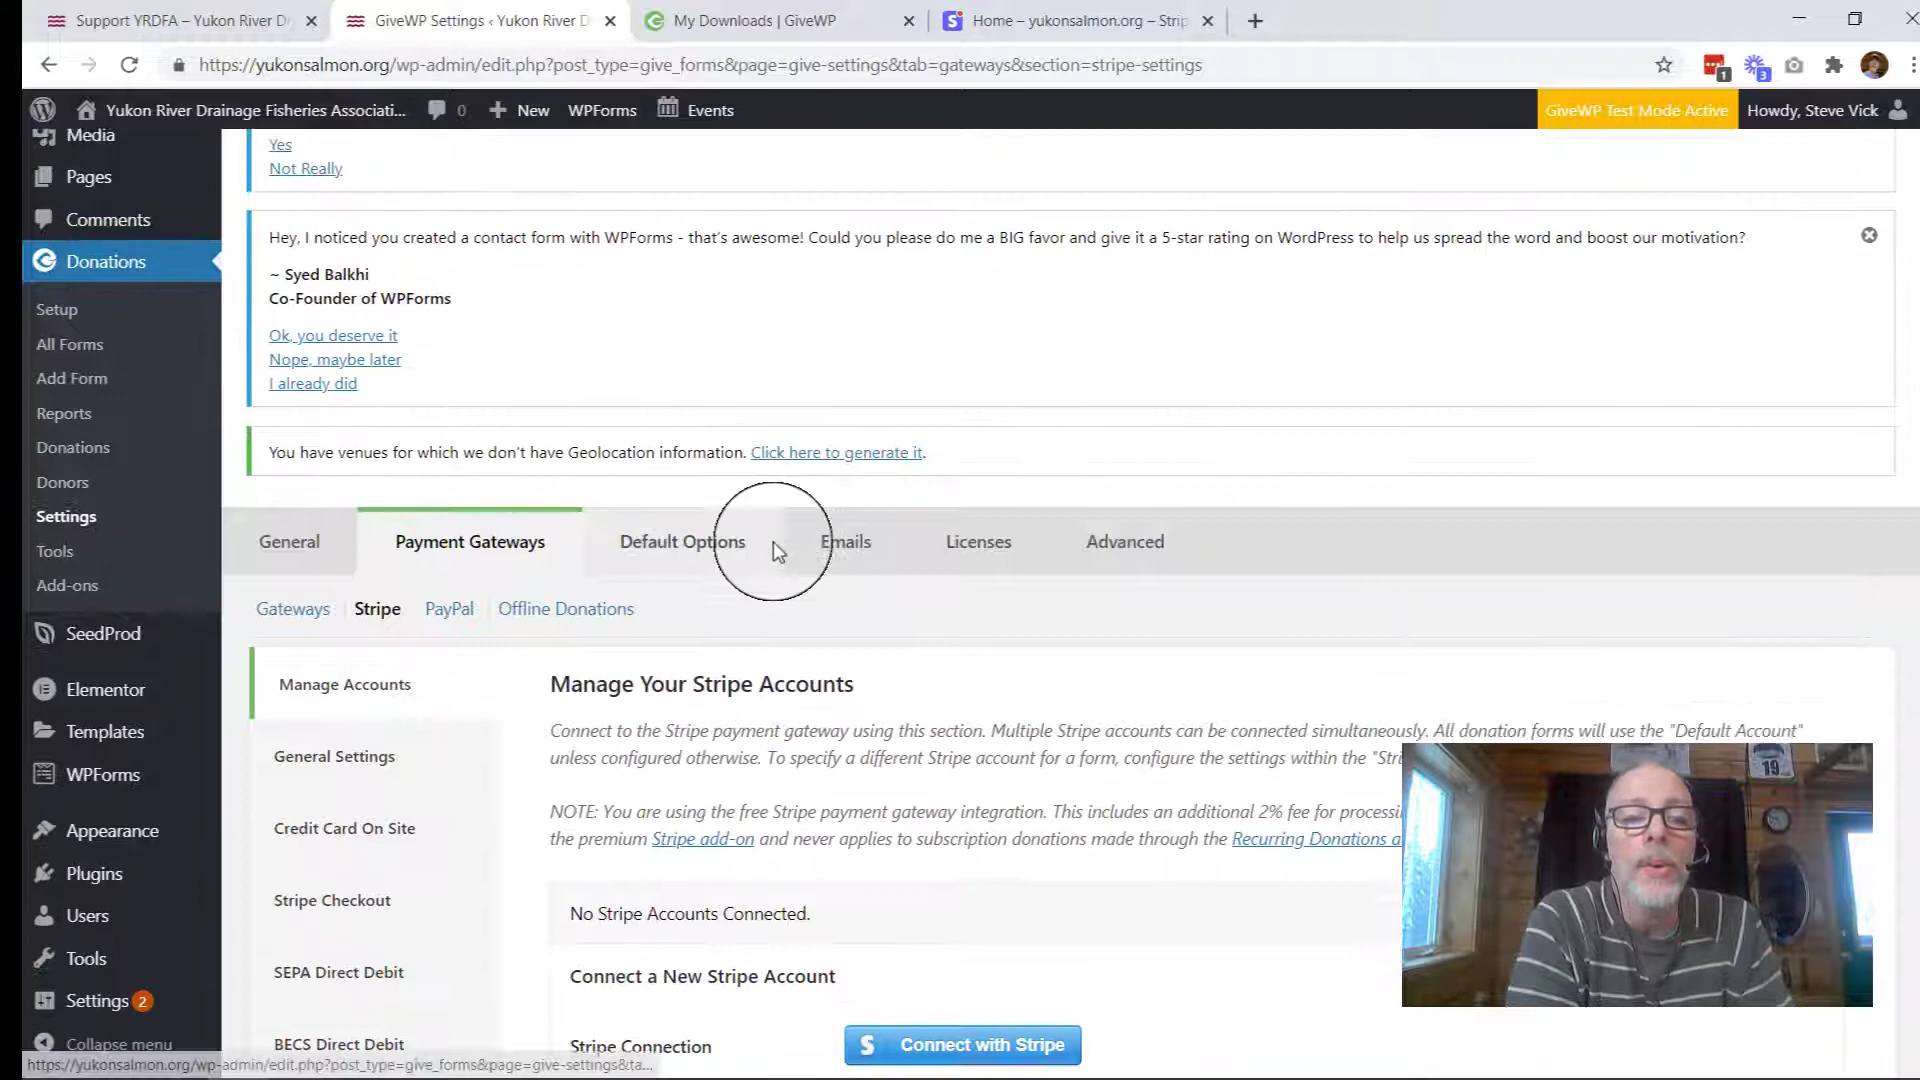 Support YRDFA – Yukon River Dr
GiveWP Settings ‹ Yukon River D
My Downloads | GiveWP
Home – yukonsalmon.org – Strip
https://yukonsalmon.org/wp-admin/edit.php?post_type=give_forms&page=give-settings&tab=gateways&section=stripe-settings
1
3
Yukon River Drainage Fisheries Associati...
0
New
WPForms
Events
GiveWP Test Mode Active
Howdy, Steve Vick
Media
Pages
Comments
Donations
Setup
All Forms
Add Form
Reports
Donations
Donors
Settings
Tools
Add-ons
SeedProd
Elementor
Templates
WPForms
Appearance
Plugins
Users
Tools
Settings 2
Collapse menu
Yes
Not Really
Hey, I noticed you created a contact form with WPForms - that's awesome! Could you please do me a BIG favor and give it a 5-star rating on WordPress to help us spread the word and boost our motivation?
~ Syed Balkhi
Co-Founder of WPForms
Ok, you deserve it
Nope, maybe later
I already did
You have venues for which we don't have Geolocation information. Click here to generate it.
General
Payment Gateways
Default Options
Emails
Licenses
Advanced
Gateways
Stripe
PayPal
Offline Donations
Manage Accounts
General Settings
Credit Card On Site
Stripe Checkout
SEPA Direct Debit
BECS Direct Debit
Manage Your Stripe Accounts
Connect to the Stripe payment gateway using this section. Multiple Stripe accounts can be connected simultaneously. All donation forms will use the "Default Account"
unless configured otherwise. To specify a different Stripe account for a form, configure the settings within the "Stri
NOTE: You are using the free Stripe payment gateway integration. This includes an additional 2% fee for processi
the premium Stripe add-on and never applies to subscription donations made through the Recurring Donations a
No Stripe Accounts Connected.
Connect a New Stripe Account
Stripe Connection
S Connect with Stripe
19
https://yukonsalmon.org/wp-admin/edit.php?post_type=give_forms&page=give-settings&ta...